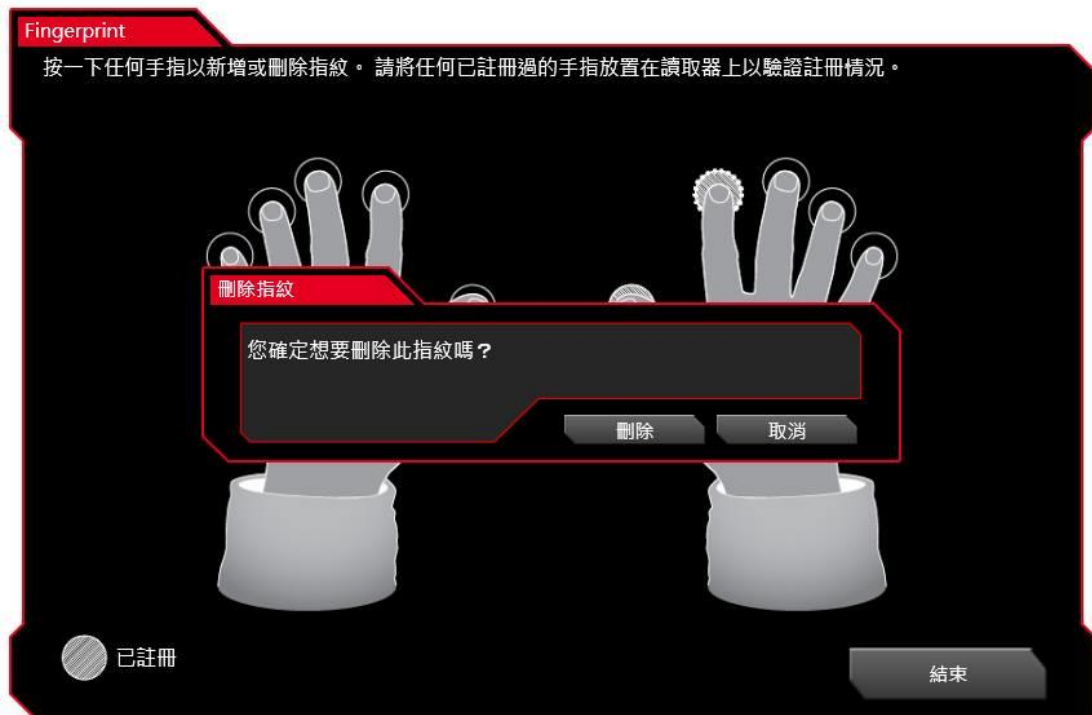 Fingerprint
按一下任何手指以新增或刪除指紋。 請將任何已註冊過的手指放置在讀取器上以驗證註冊情況。
刪除指紋
您確定想要刪除此指紋嗎？
刪除
取消
已註冊
結束